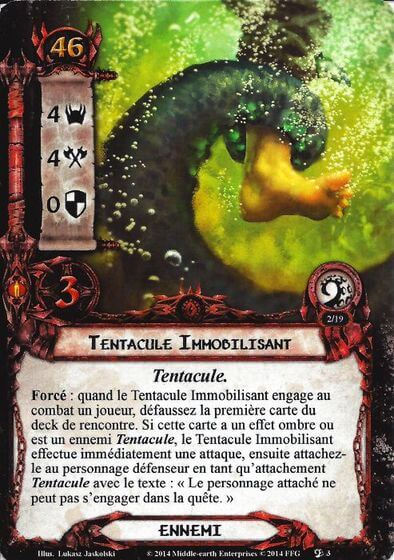 46
4
4
0
3
2/19
Tentacule Immobilisant
Tentacule.
Forcé : quand le Tentacule Immobilisant engage au
combat un joueur, défaussez la première carte du
deck de rencontre. Si cette carte a un effet ombre ou
est un ennemi Tentacule, le Tentacule Immobilisant
effectue immédiatement une attaque, ensuite attachez-
le au personnage défenseur en tant qu'attachement
Tentacule avec le texte : « Le personnage attaché ne
peut pas s'engager dans la quête. »
ENNEMI
Illus. Lukasz Jaskolski © 2014 Middle-earth Enterprises © 2014 FFG 3